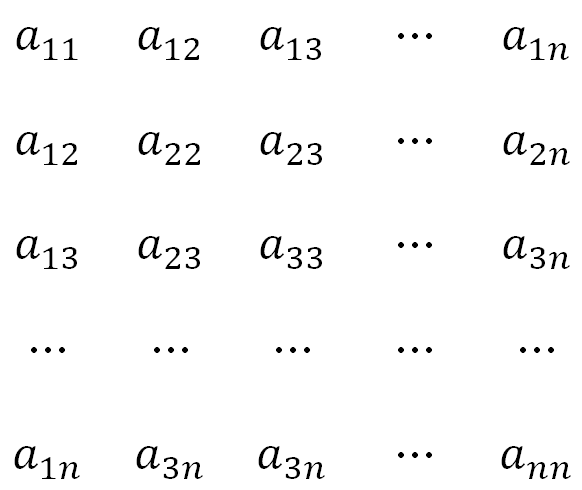 a₁₁ a₁₂ a₁₃ ⋯ a₁ₙ
a₁₂ a₂₂ a₂₃ ⋯ a₂ₙ
a₁₃ a₂₃ a₃₃ ⋯ a₃ₙ
⋯ ⋯ ⋯ ⋯ ⋯
a₁ₙ a₃ₙ a₃ₙ ⋯ aₙₙ